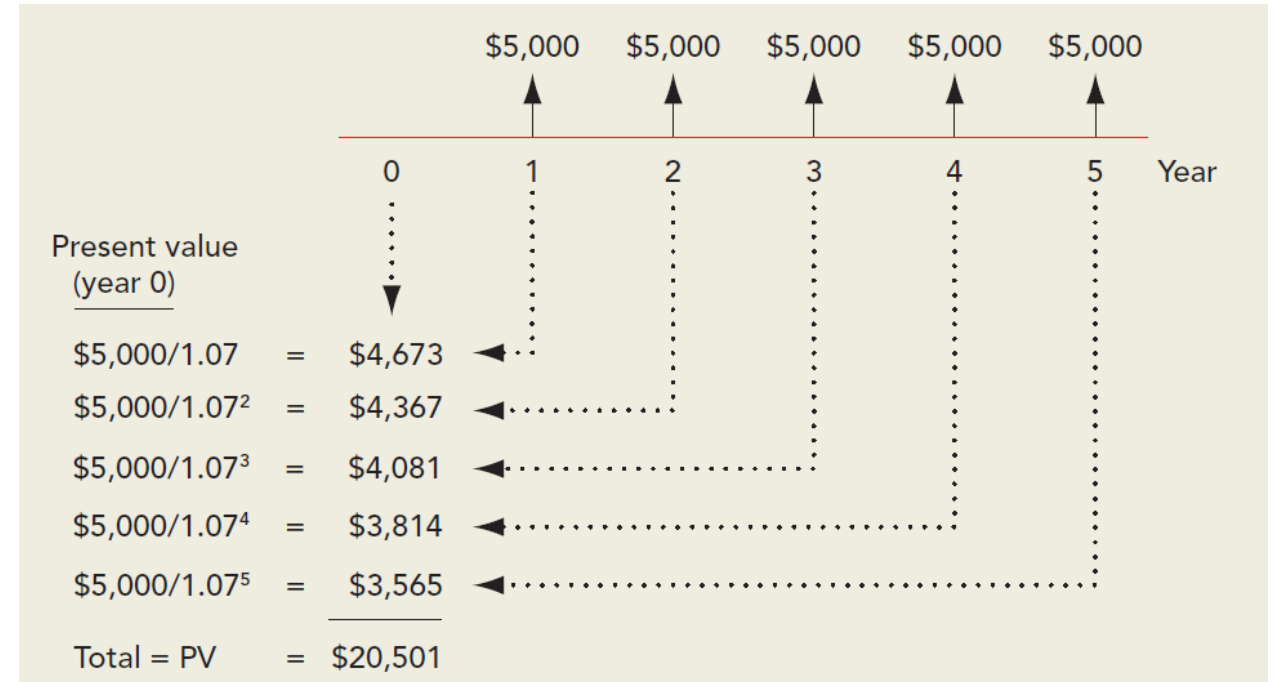 $5,000 $5,000 $5,000 $5,000 $5,000
0 1 2 3 4 5 Year
Present value
(year 0)
$5,000/1.07 = $4,673
$5,000/1.07² = $4,367
$5,000/1.07³ = $4,081
$5,000/1.07⁴ = $3,814
$5,000/1.07⁵ = $3,565
Total = PV = $20,501